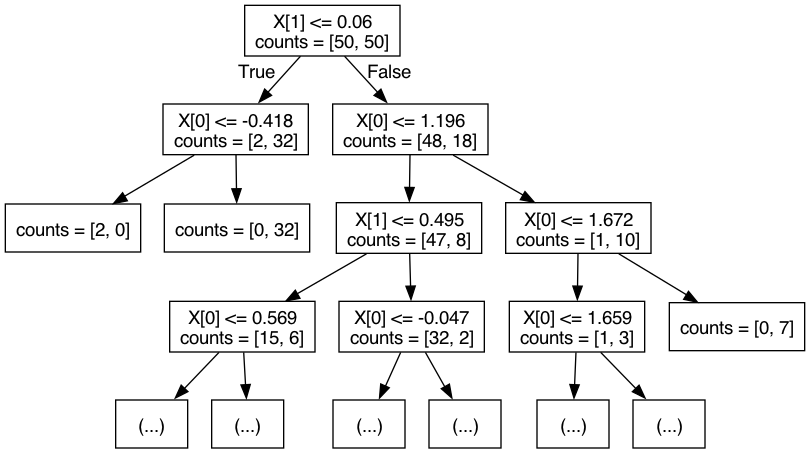 X[1] <= 0.06
counts = [50, 50]
True
False
X[0] <= -0.418
counts = [2, 32]
X[0] <= 1.196
counts = [48, 18]
counts = [2, 0]
counts = [0, 32]
X[1] <= 0.495
counts = [47, 8]
X[0] <= 1.672
counts = [1, 10]
X[0] <= 0.569
counts = [15, 6]
X[0] <= -0.047
counts = [32, 2]
X[0] <= 1.659
counts = [1, 3]
counts = [0, 7]
(...)
(...)
(...)
(...)
(...)
(...)